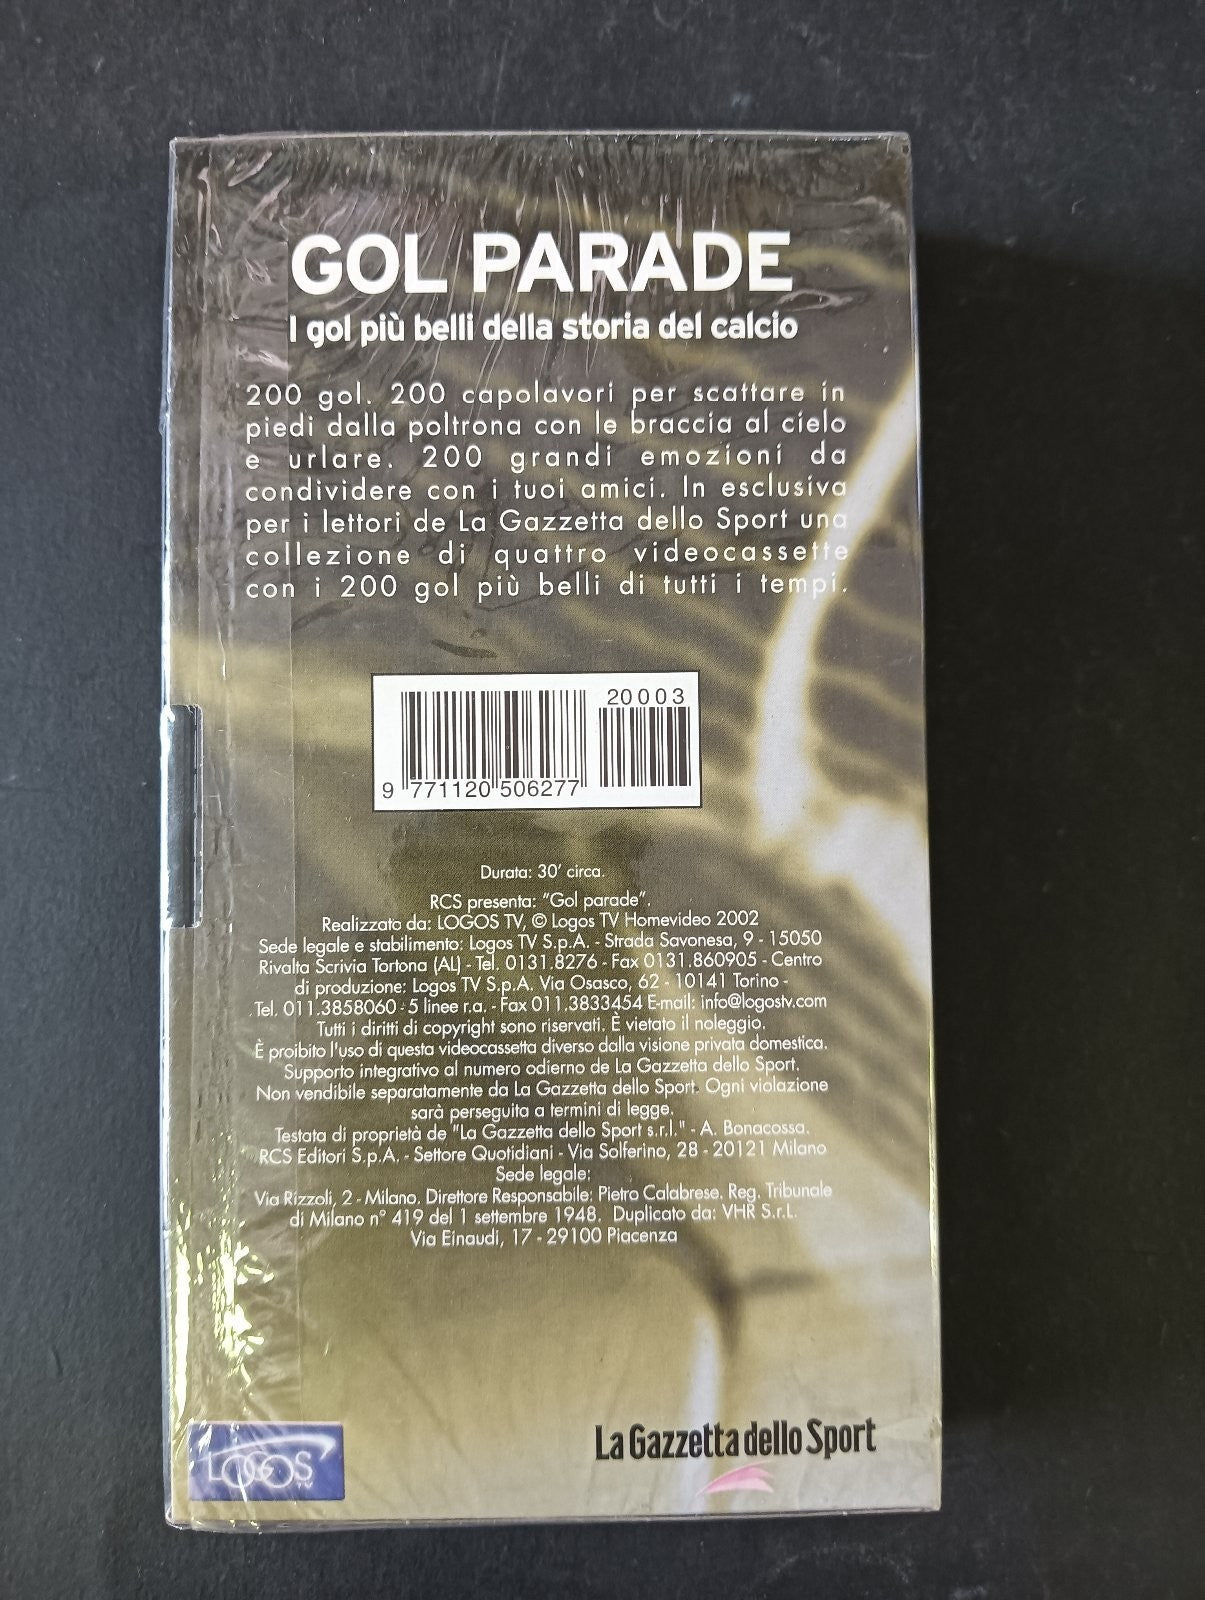 GOL PARADE
I gol più belli della storia del calcio
200 gol. 200 capolavori per scattare in
piedi dalla poltrona con le braccia al cielo
e urlare. 200 grandi emozioni da
condividere con i tuoi amici. In esclusiva
per i lettori de La Gazzetta dello Sport una
collezione di quattro videocassette
con i 200 gol più belli di tutti i tempi.
20003
9 771120 506277
Durata: 30' circa.
RCS presenta: "Gol parade".
Realizzato da: LOGOS TV, © Logos TV Homevideo 2002
Sede legale e stabilimento: Logos TV S.p.A. - Strada Savonesa, 9 - 15050
Rivalta Scrivia Tortona (AL) - Tel. 0131.8276 - Fax 0131.860905 - Centro
di produzione: Logos TV S.p.A. Via Osasco, 62 - 10141 Torino -
Tel. 011.3858060 - 5 linee r.a. - Fax 011.3833454 E-mail: info@logostv.com
Tutti i diritti di copyright sono riservati. È vietato il noleggio.
È proibito l'uso di questa videocassetta diverso dalla visione privata domestica.
Supporto integrativo al numero odierno de La Gazzetta dello Sport.
Non vendibile separatamente da La Gazzetta dello Sport. Ogni violazione
sarà perseguita a termini di legge.
Testata di proprietà de "La Gazzetta dello Sport s.r.l." - A. Bonacossa.
RCS Editori S.p.A. - Settore Quotidiani - Via Solferino, 28 - 20121 Milano
Sede legale:
Via Rizzoli, 2 - Milano. Direttore Responsabile: Pietro Calabrese. Reg. Tribunale
di Milano n° 419 del 1 settembre 1948. Duplicato da: VHR S.r.L.
Via Einaudi, 17 - 29100 Piacenza
LOGOS TV
La Gazzetta dello Sport